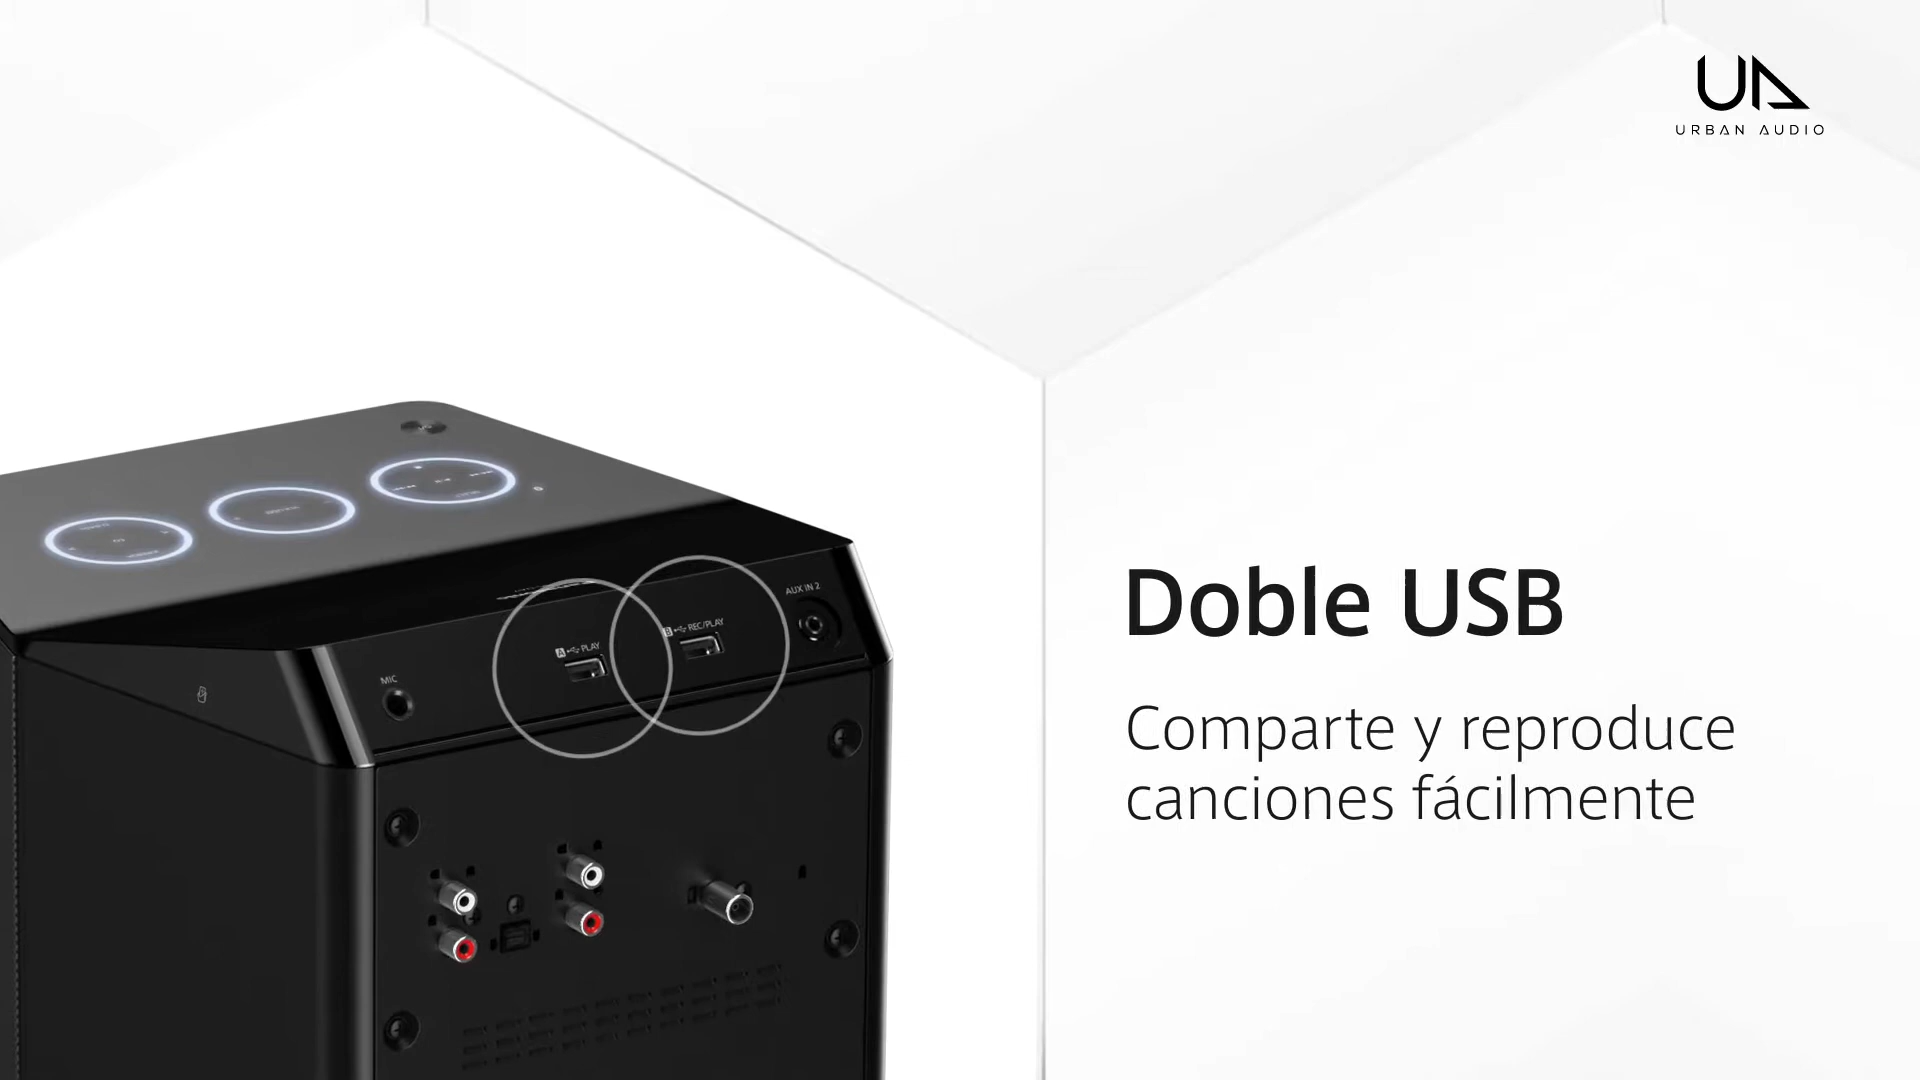 UA
URBAN AUDIO
AUX IN 2
B REC/PLAY
A PLAY
MIC
Doble USB
Comparte y reproduce
canciones fácilmente